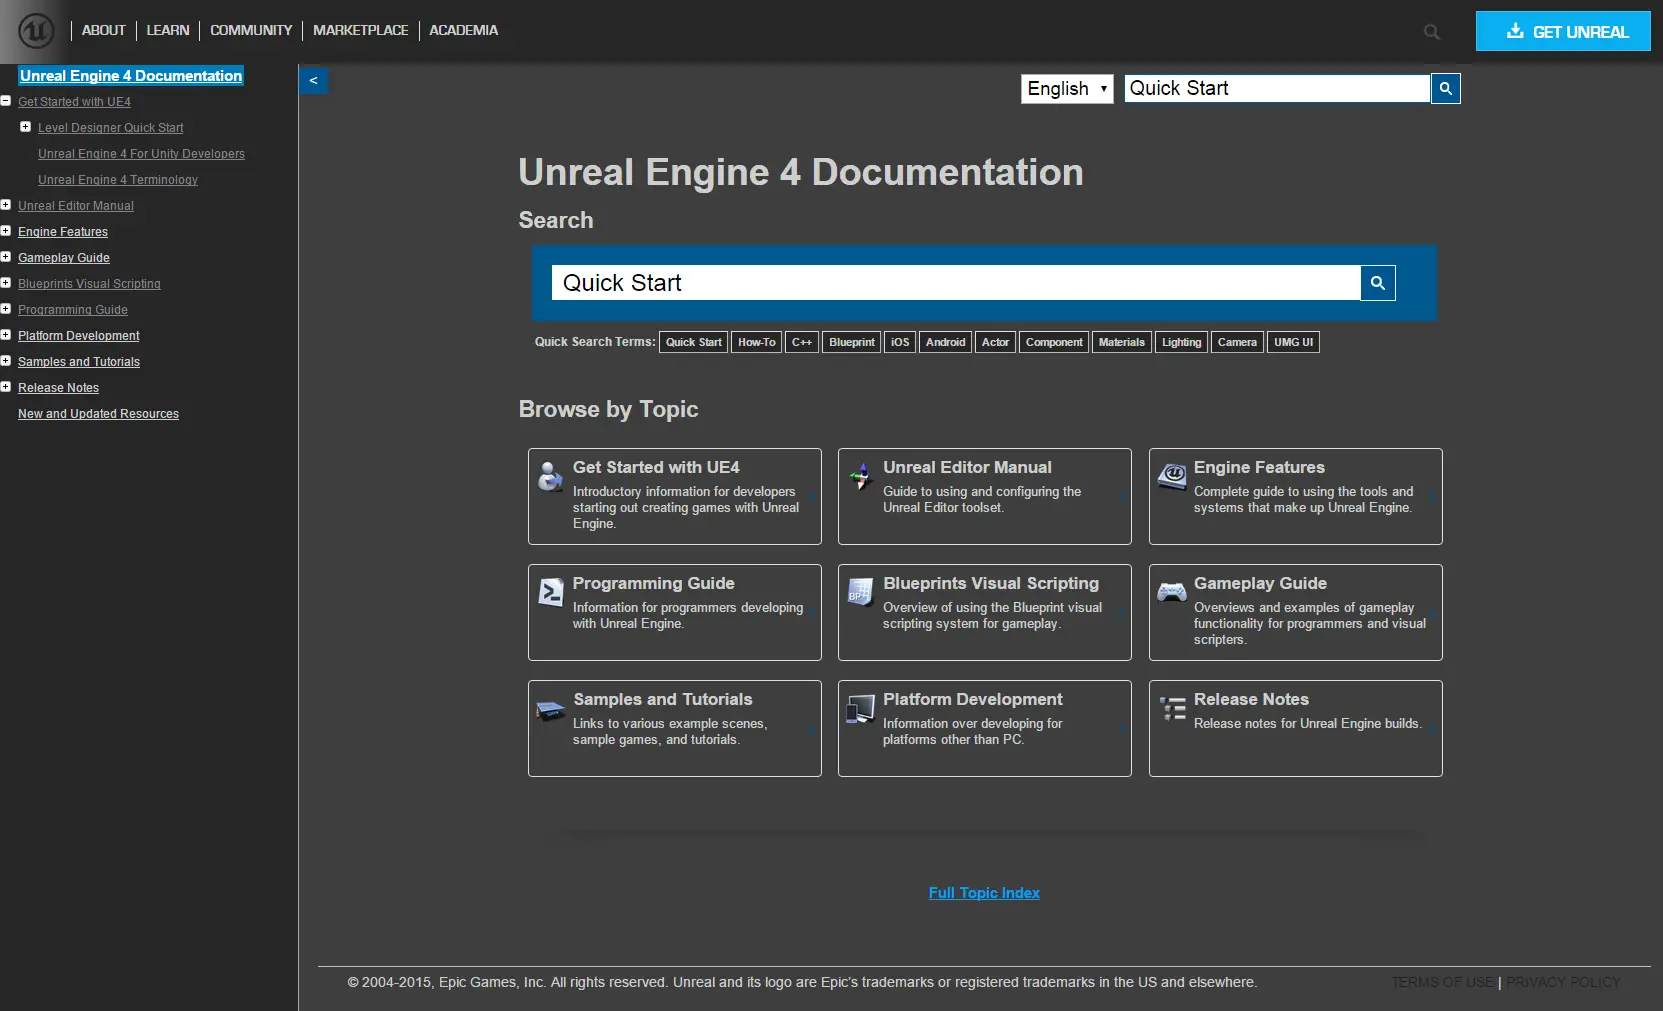 ABOUT | LEARN | COMMUNITY | MARKETPLACE | ACADEMIA
GET UNREAL
Unreal Engine 4 Documentation
Get Started with UE4
Level Designer Quick Start
Unreal Engine 4 For Unity Developers
Unreal Engine 4 Terminology
Unreal Editor Manual
Engine Features
Gameplay Guide
Blueprints Visual Scripting
Programming Guide
Platform Development
Samples and Tutorials
Release Notes
New and Updated Resources
<
English
Quick Start
Unreal Engine 4 Documentation
Search
Quick Start
Quick Search Terms: Quick Start How-To C++ Blueprint iOS Android Actor Component Materials Lighting Camera UMG UI
Browse by Topic
Get Started with UE4
Introductory information for developers
starting out creating games with Unreal
Engine.
Unreal Editor Manual
Guide to using and configuring the
Unreal Editor toolset.
Engine Features
Complete guide to using the tools and
systems that make up Unreal Engine.
Programming Guide
Information for programmers developing
with Unreal Engine.
BP
Blueprints Visual Scripting
Overview of using the Blueprint visual
scripting system for gameplay.
Gameplay Guide
Overviews and examples of gameplay
functionality for programmers and visual
scripters.
Samples and Tutorials
Links to various example scenes,
sample games, and tutorials.
Platform Development
Information over developing for
platforms other than PC.
Release Notes
Release notes for Unreal Engine builds.
Full Topic Index
© 2004-2015, Epic Games, Inc. All rights reserved. Unreal and its logo are Epic's trademarks or registered trademarks in the US and elsewhere.
TERMS OF USE | PRIVACY POLICY